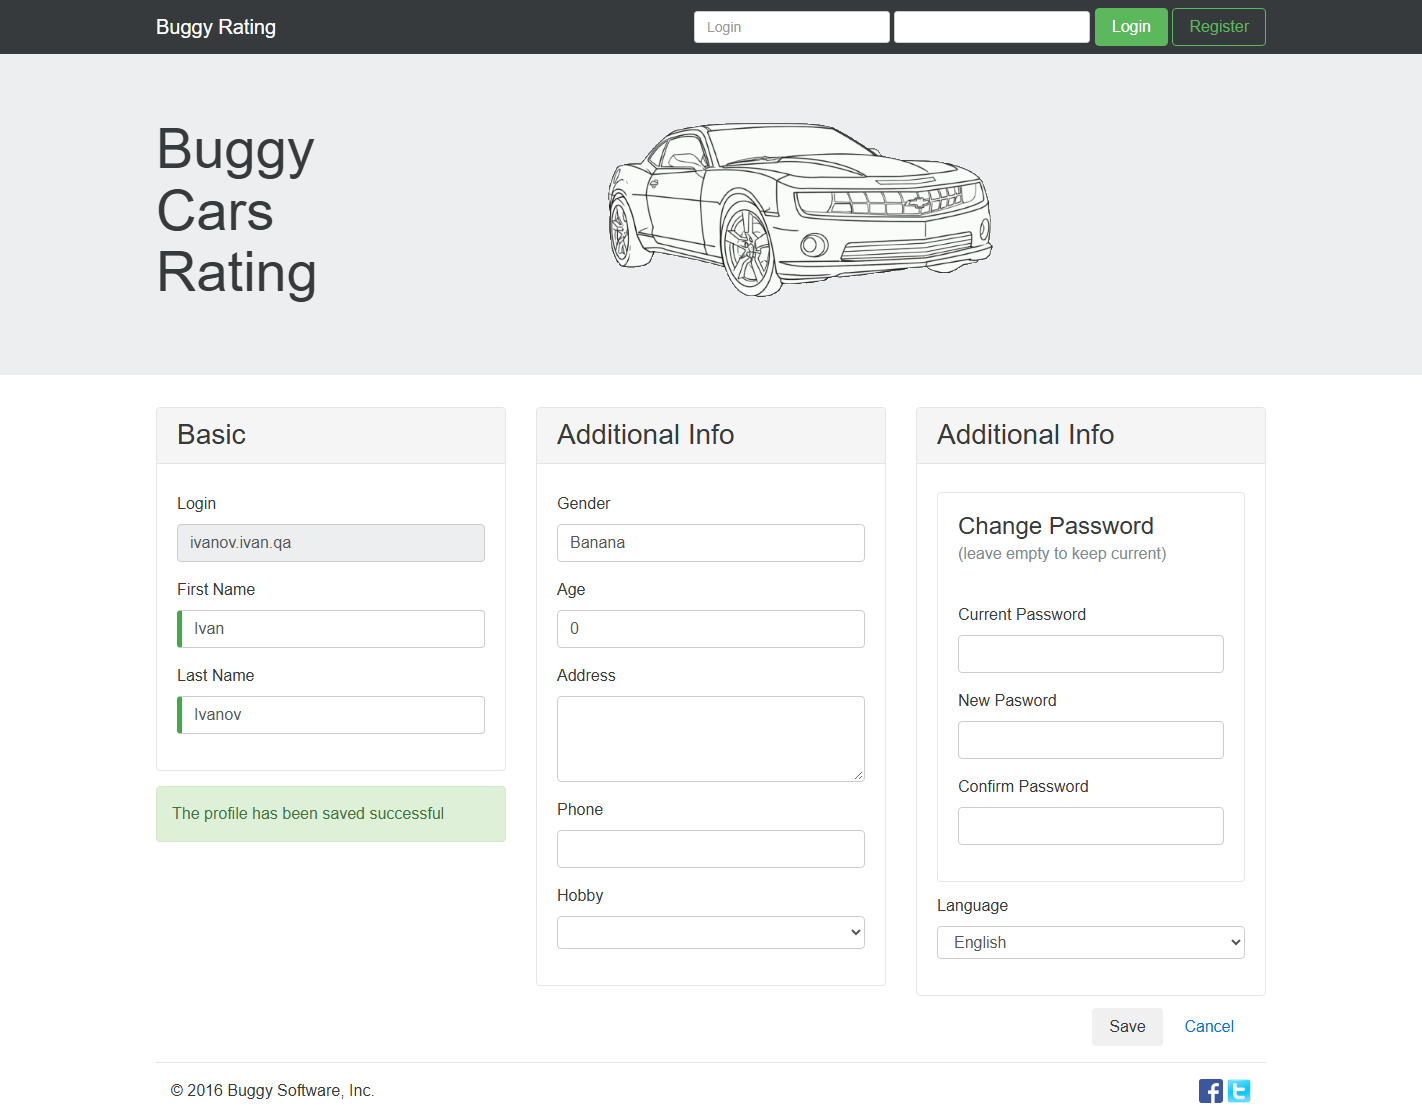 Buggy Rating
Login
Login
Register
Buggy
Cars
Rating
Basic
Login
ivanov.ivan.qa
First Name
Ivan
Last Name
Ivanov
The profile has been saved successful
Additional Info
Gender
Banana
Age
0
Address
Phone
Hobby
Additional Info
Change Password
(leave empty to keep current)
Current Password
New Pasword
Confirm Password
Language
English
Save
Cancel
© 2016 Buggy Software, Inc.